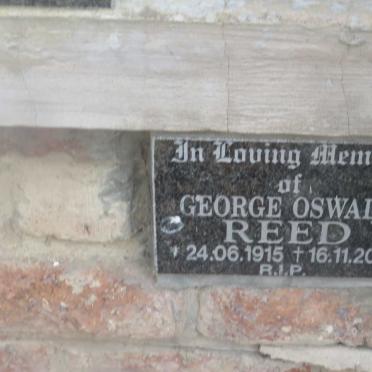 In Loving Mem
of
GEORGE OSWAL
REED
* 24.06.1915 † 16.11.20
R.I.P.